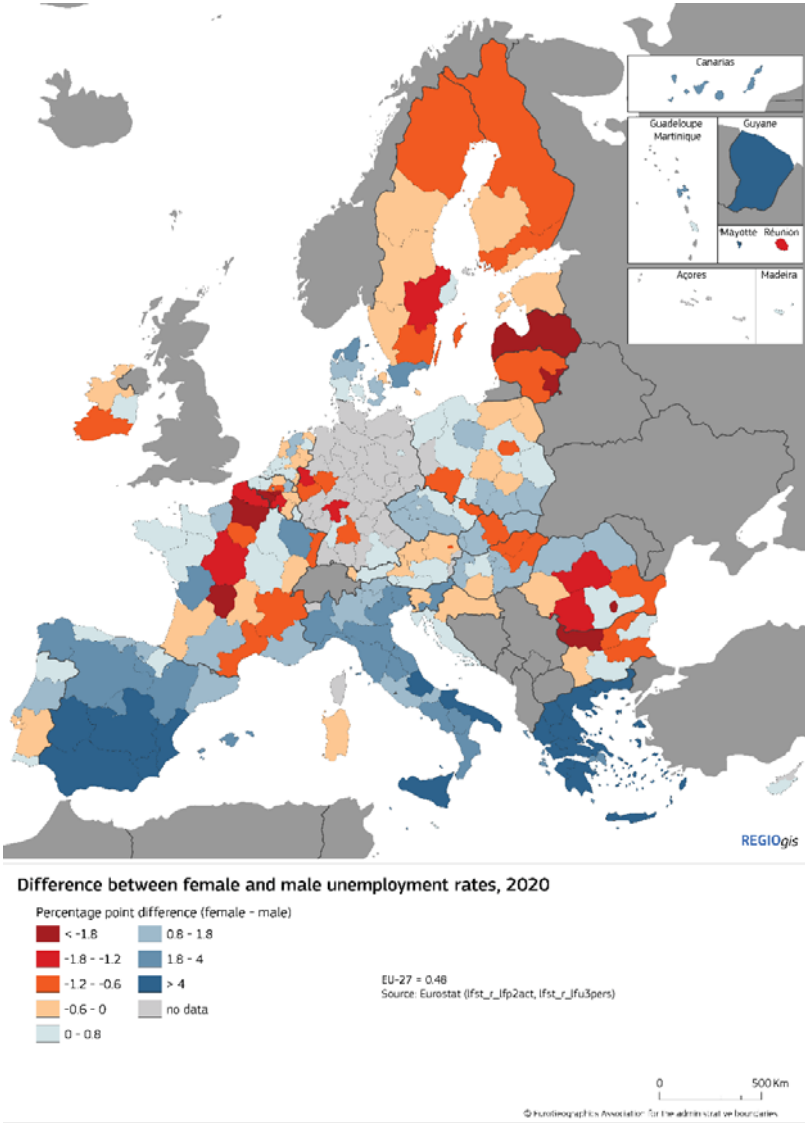 Canarias
Guadeloupe
Martinique
Guyane
Mayotte
Réunion
Açores
Madeira
REGIOgis
Difference between female and male unemployment rates, 2020
Percentage point difference (female - male)
< -1.8
0.8 - 1.8
-1.8 - -1.2
1.8 - 4
-1.2 - -0.6
> 4
-0.6 - 0
no data
0 - 0.8
EU-27 = 0.48
Source: Eurostat (lfst_r_lfp2act, lfst_r_lfu3pers)
0
500 Km
© EuroGeographics Association for the administrative boundaries